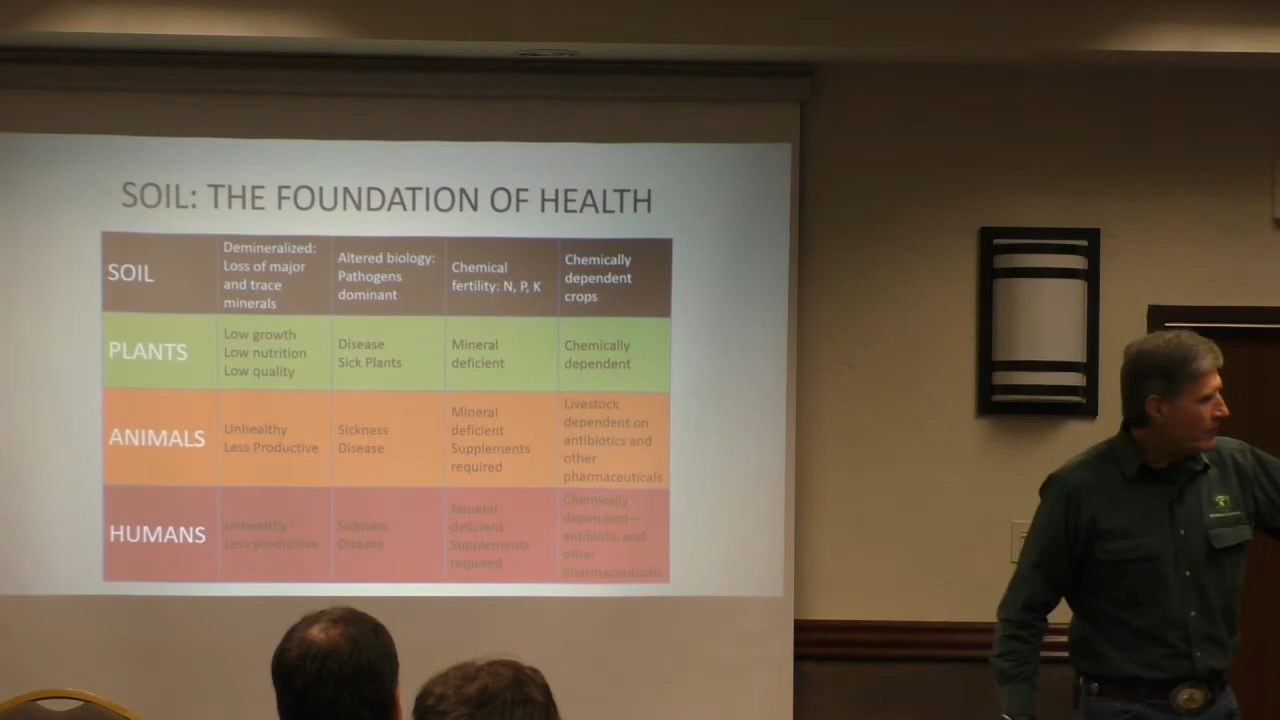 SOIL: THE FOUNDATION OF HEALTH
SOIL
Demineralized:
Loss of major
and trace
minerals
Altered biology:
Pathogens
dominant
Chemical
fertility: N, P, K
Chemically
dependent
crops
PLANTS
Low growth
Low nutrition
Low quality
Disease
Sick Plants
Mineral
deficient
Chemically
dependent
ANIMALS
Unhealthy
Less Productive
Sickness
Disease
Mineral
deficient
Supplements
required
Livestock
dependent on
antibiotics and
other
pharmaceuticals
HUMANS
Unhealthy
Less productive
Sickness
Disease
Mineral
deficient
Supplements
required
Chemically
dependent –
antibiotic and
other
pharmaceuticals